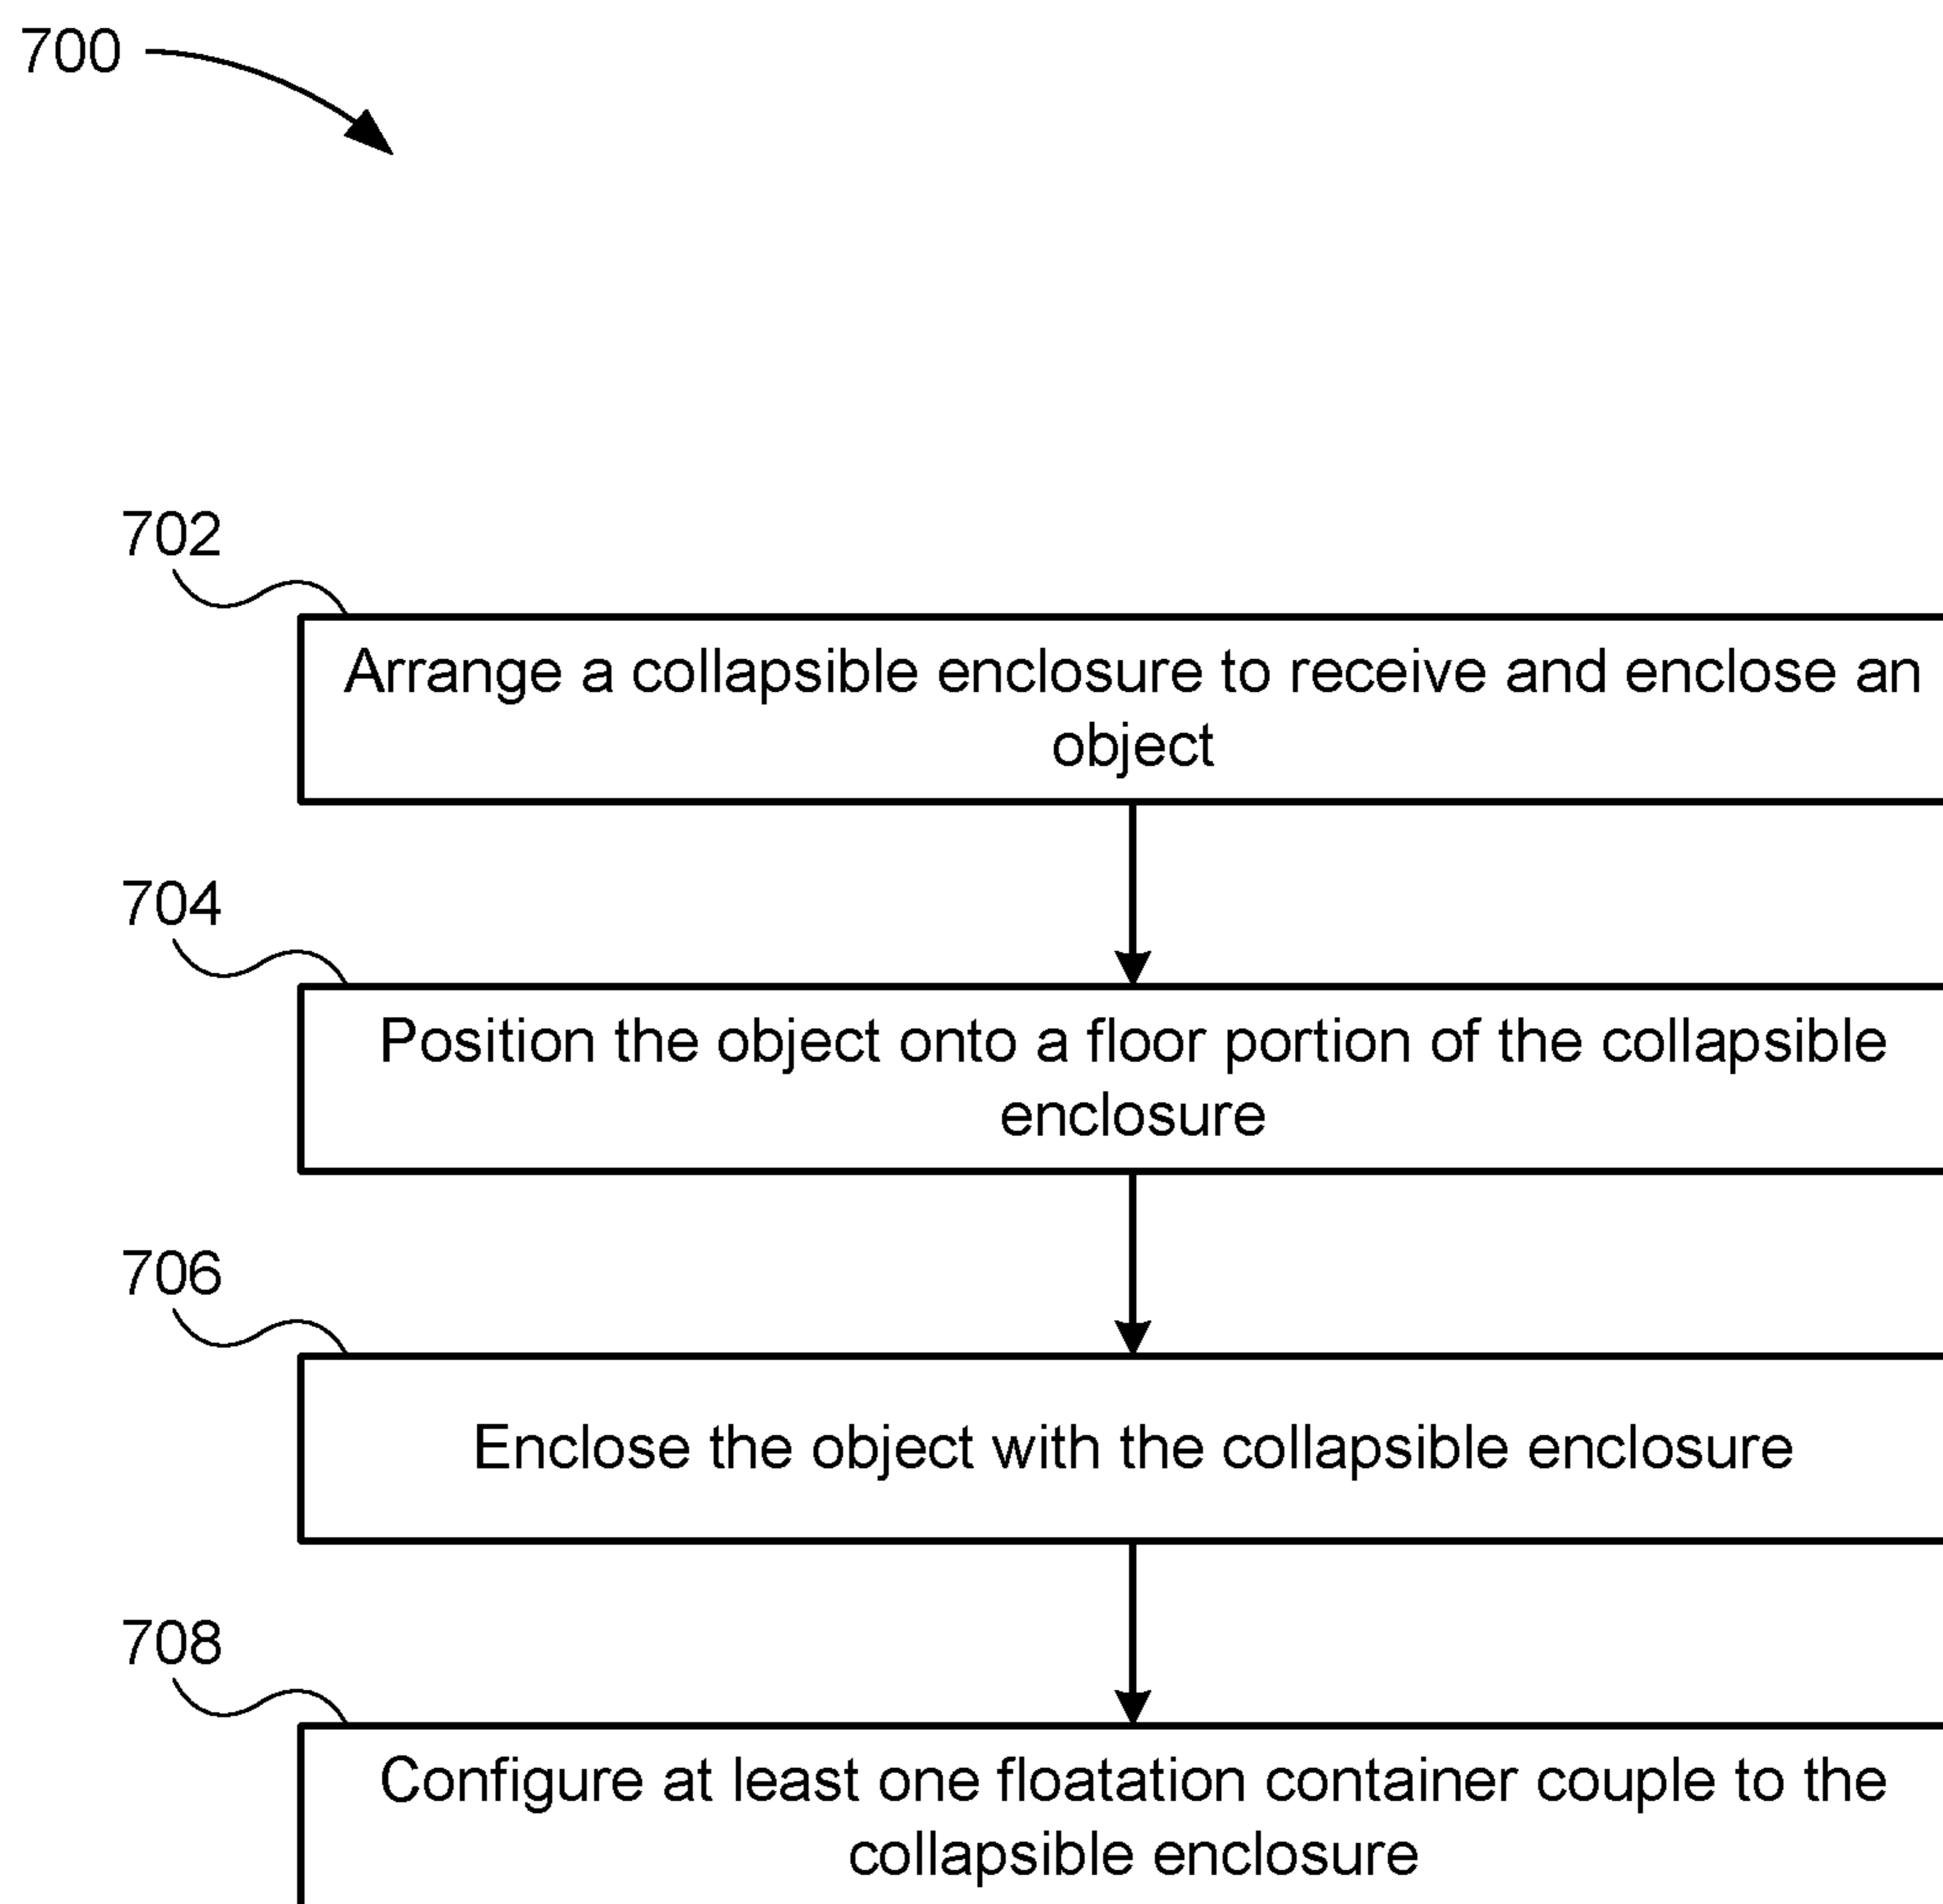 700
702
Arrange a collapsible enclosure to receive and enclose an
object
704
Position the object onto a floor portion of the collapsible
enclosure
706
Enclose the object with the collapsible enclosure
708
Configure at least one floatation container couple to the
collapsible enclosure